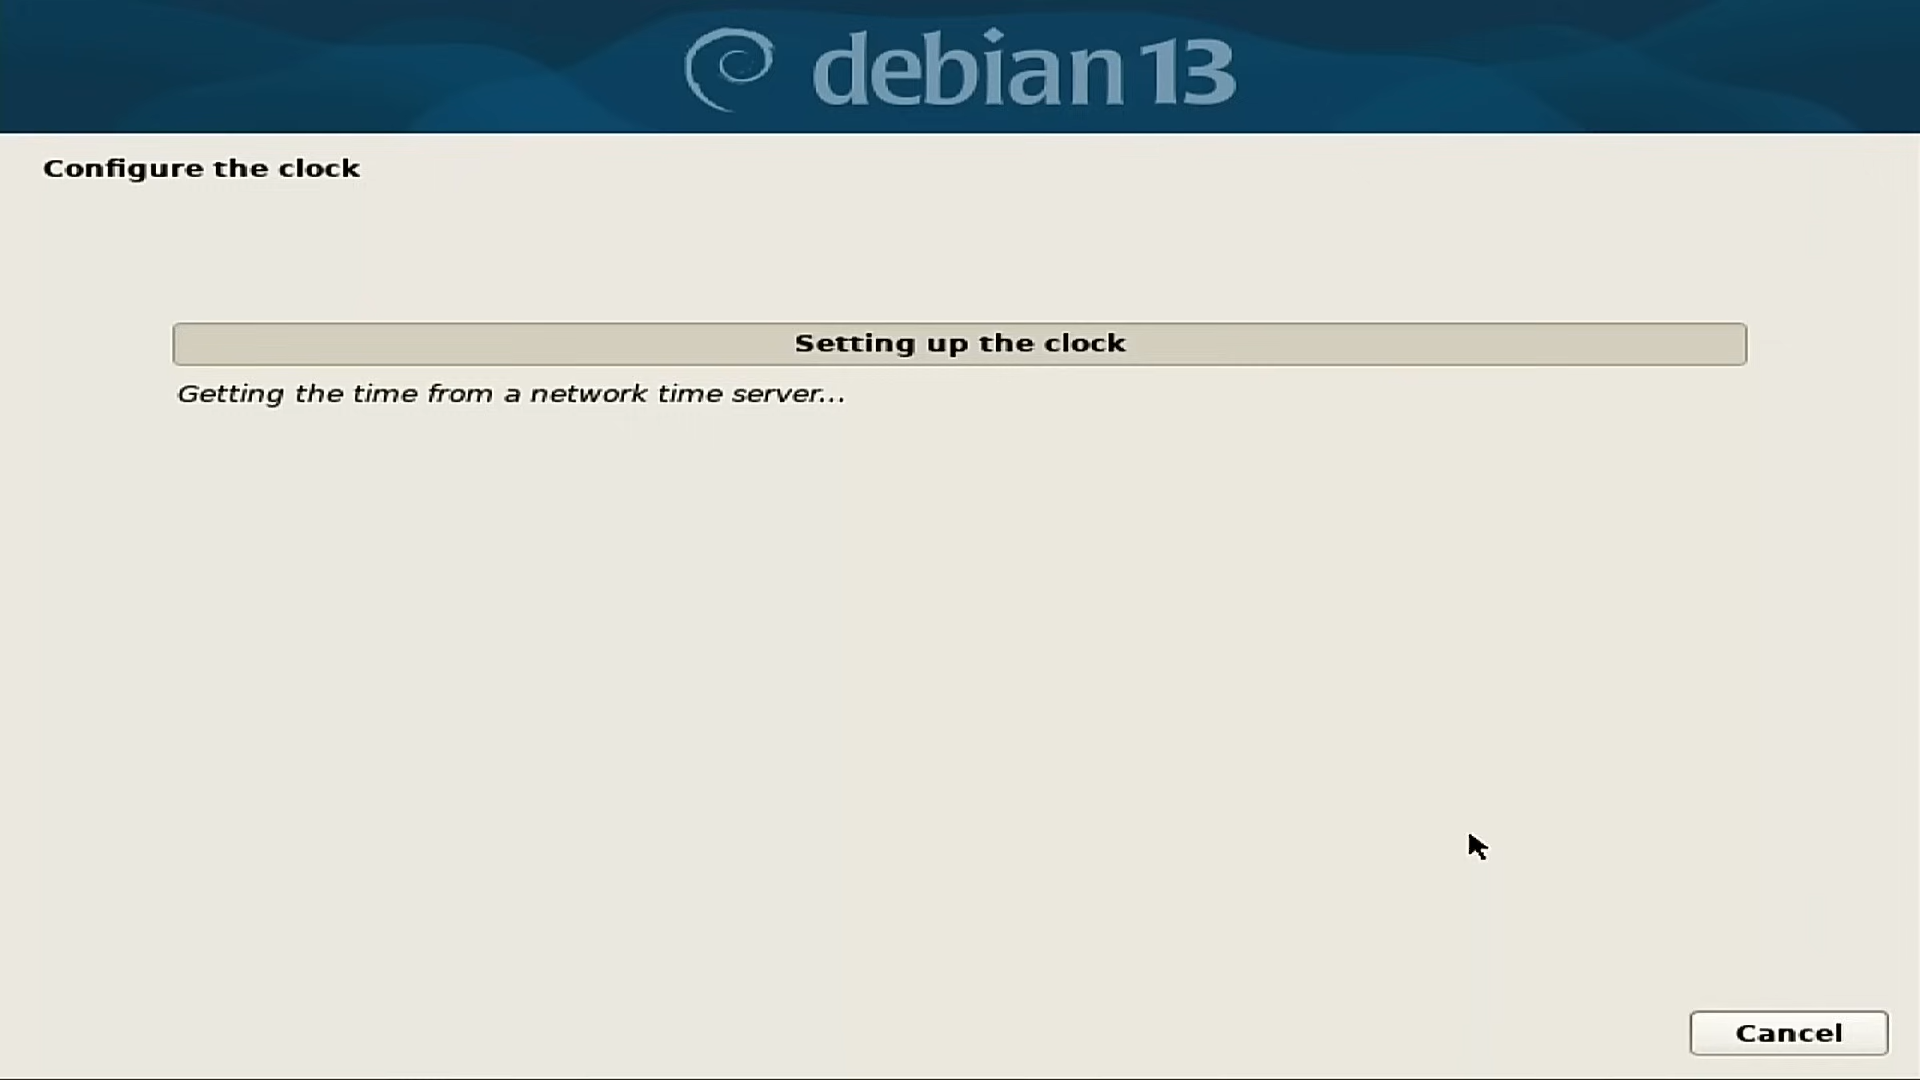 debian 13
Configure the clock
Setting up the clock
Getting the time from a network time server...
Cancel